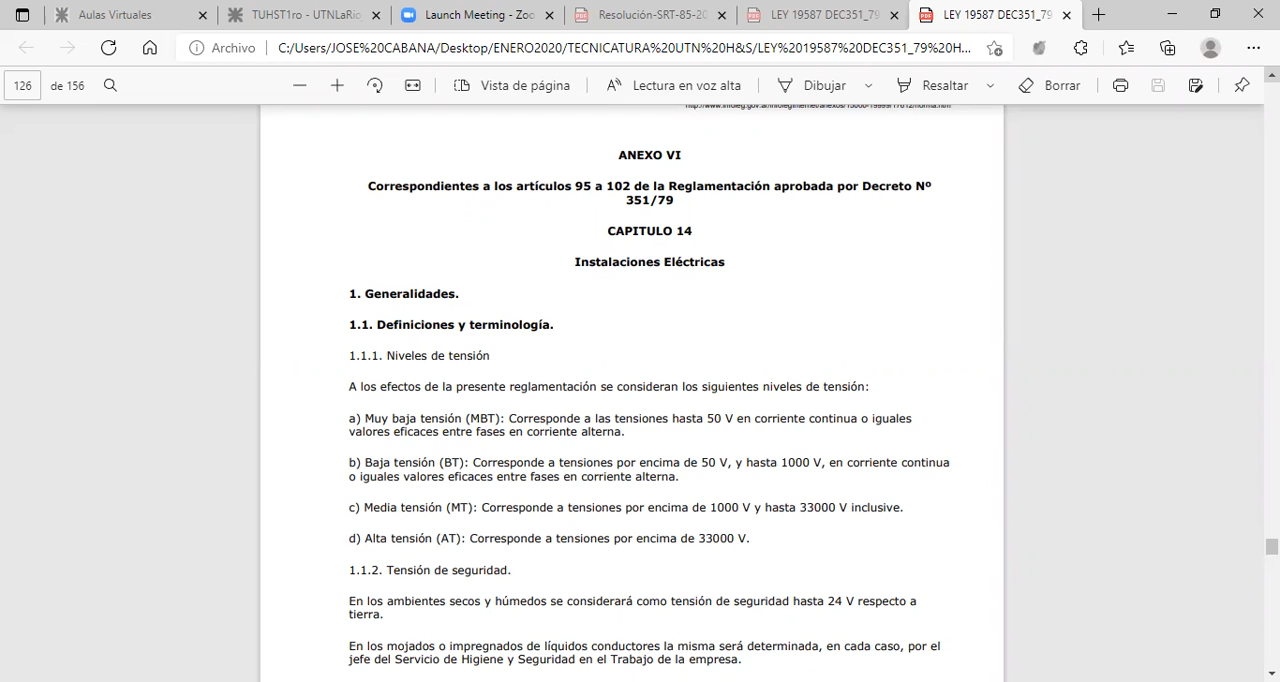 Aulas Virtuales
TUHST1ro - UTNLaRio
Launch Meeting - Zoo
Resolución-SRT-85-20
LEY 19587 DEC351_79
LEY 19587 DEC351_79
Archivo
C:/Users/JOSE%20CABANA/Desktop/ENERO2020/TECNICATURA%20UTN%20H&S/LEY%2019587%20DEC351_79%20H...
126 de 156
Vista de página
Lectura en voz alta
Dibujar
Resaltar
Borrar
ANEXO VI
Correspondientes a los artículos 95 a 102 de la Reglamentación aprobada por Decreto Nº
351/79
CAPITULO 14
Instalaciones Eléctricas
1. Generalidades.
1.1. Definiciones y terminología.
1.1.1. Niveles de tensión
A los efectos de la presente reglamentación se consideran los siguientes niveles de tensión:
a) Muy baja tensión (MBT): Corresponde a las tensiones hasta 50 V en corriente continua o iguales
valores eficaces entre fases en corriente alterna.
b) Baja tensión (BT): Corresponde a tensiones por encima de 50 V, y hasta 1000 V, en corriente continua
o iguales valores eficaces entre fases en corriente alterna.
c) Media tensión (MT): Corresponde a tensiones por encima de 1000 V y hasta 33000 V inclusive.
d) Alta tensión (AT): Corresponde a tensiones por encima de 33000 V.
1.1.2. Tensión de seguridad.
En los ambientes secos y húmedos se considerará como tensión de seguridad hasta 24 V respecto a
tierra.
En los mojados o impregnados de líquidos conductores la misma será determinada, en cada caso, por el
jefe del Servicio de Higiene y Seguridad en el Trabajo de la empresa.